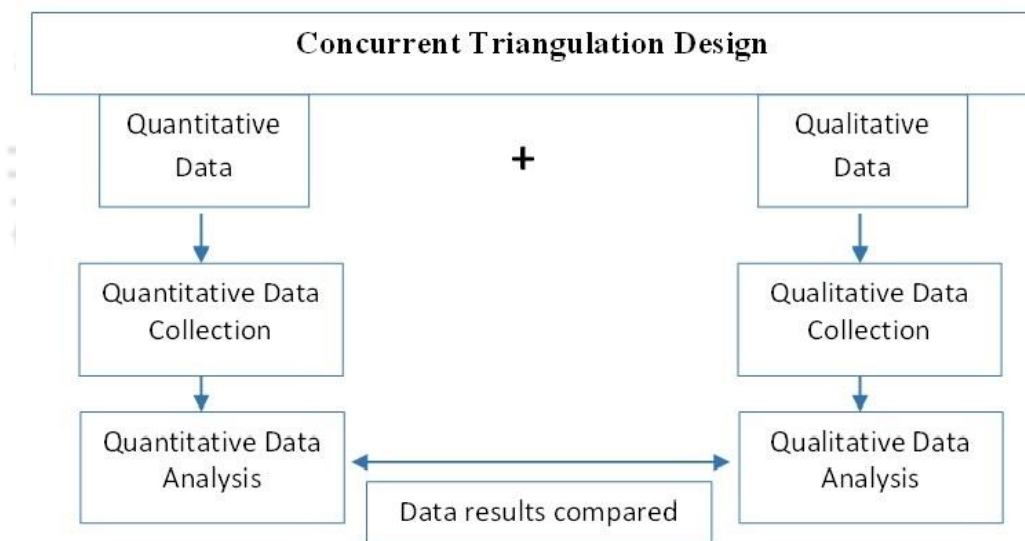 Concurrent Triangulation Design
Quantitative
Data
+
Qualitative
Data
Quantitative Data
Collection
Qualitative Data
Collection
Quantitative Data
Analysis
Qualitative Data
Analysis
Data results compared